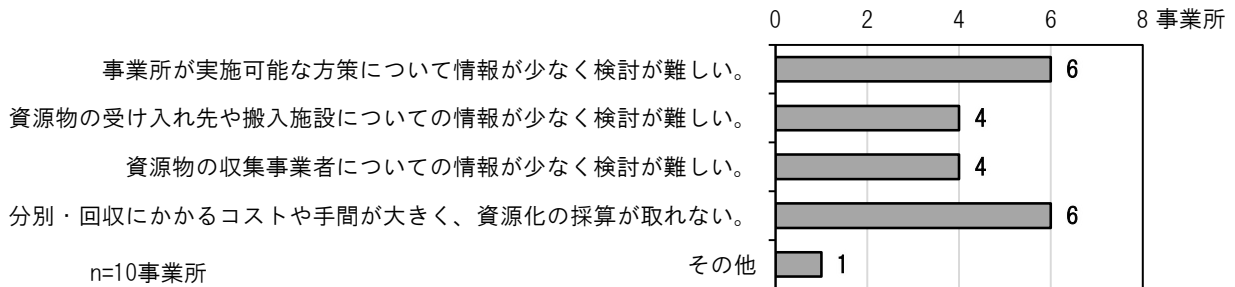 0 2 4 6 8 事業所
事業所が実施可能な方策について情報が少なく検討が難しい。 6
資源物の受け入れ先や搬入施設についての情報が少なく検討が難しい。 4
資源物の収集事業者についての情報が少なく検討が難しい。 4
分別・回収にかかるコストや手間が大きく、資源化の採算が取れない。 6
その他 1
n=10事業所